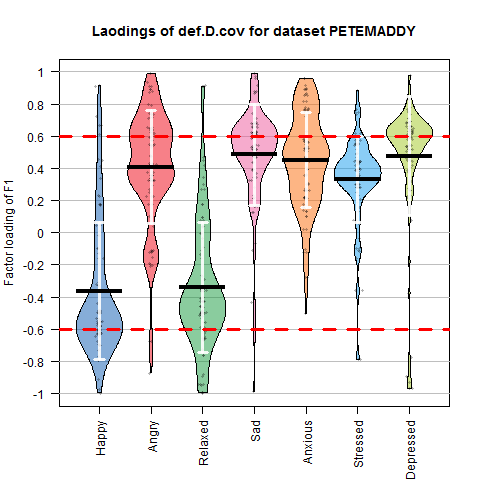 Laodings of def.D.cov for dataset PETEMADDY
Factor loading of F1
1
0.8
0.6
0.4
0.2
0
-0.2
-0.4
-0.6
-0.8
-1
Happy
Angry
Relaxed
Sad
Anxious
Stressed
Depressed